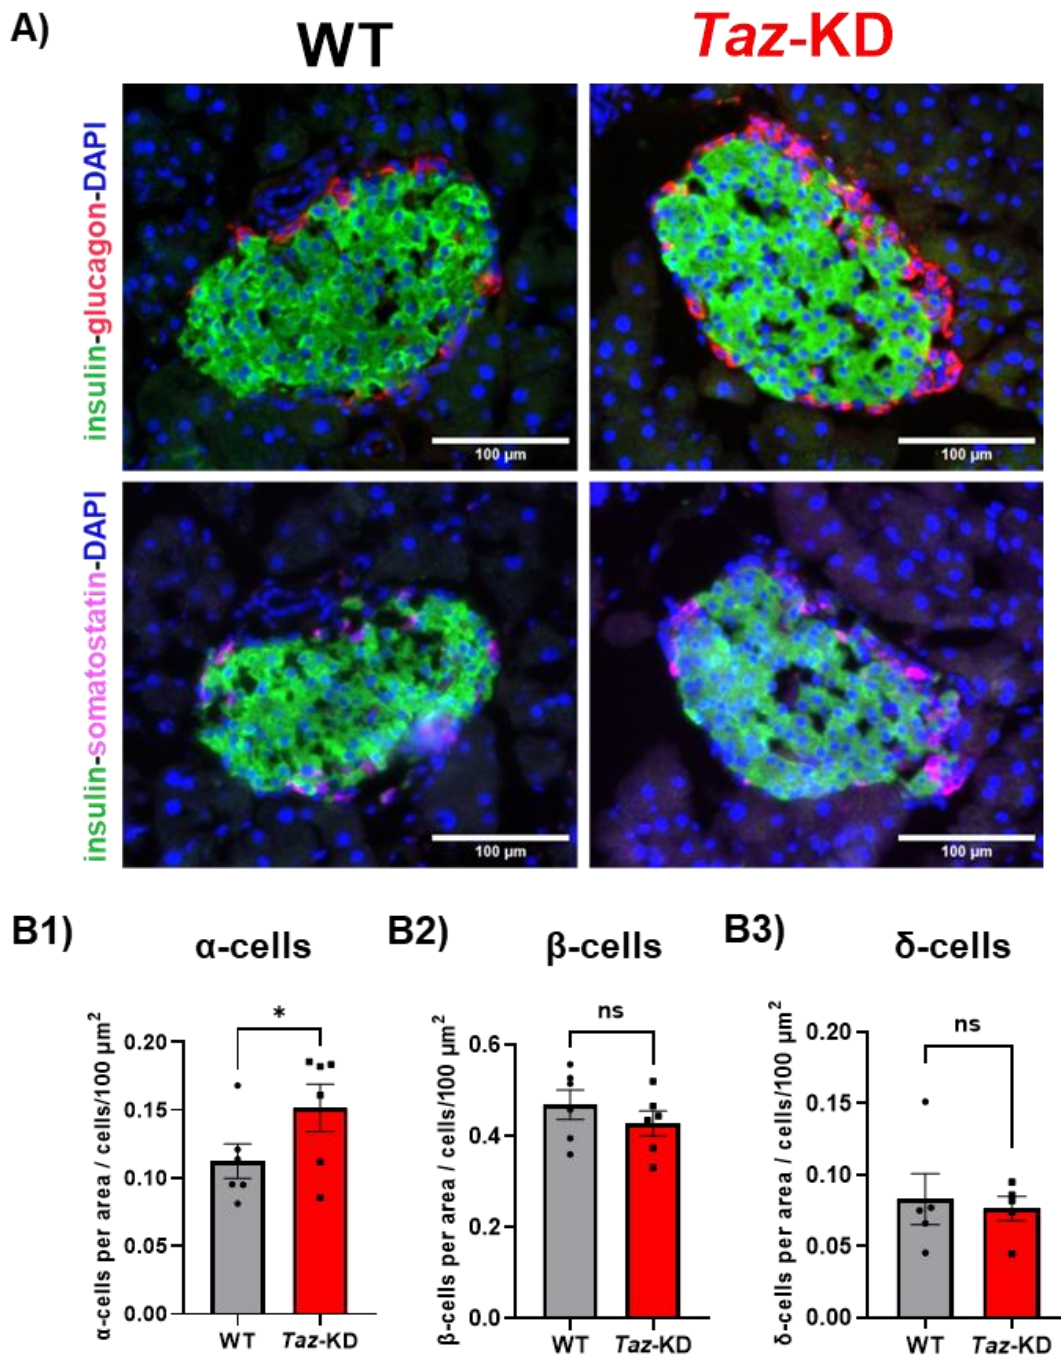 A)
WT
Taz-KD
insulin-glucagon-DAPI
100 µm
100 µm
insulin-somatostatin-DAPI
100 µm
100 µm
B1)
α-cells
α-cells per area / cells/100 µm²
0.20
0.15
0.10
0.05
0.00
*
WT
Taz-KD
B2)
β-cells
β-cells per area / cells/100 µm²
0.6
0.4
0.2
0.0
ns
WT
Taz-KD
B3)
δ-cells
δ-cells per area / cells/100 µm²
0.20
0.15
0.10
0.05
0.00
ns
WT
Taz-KD